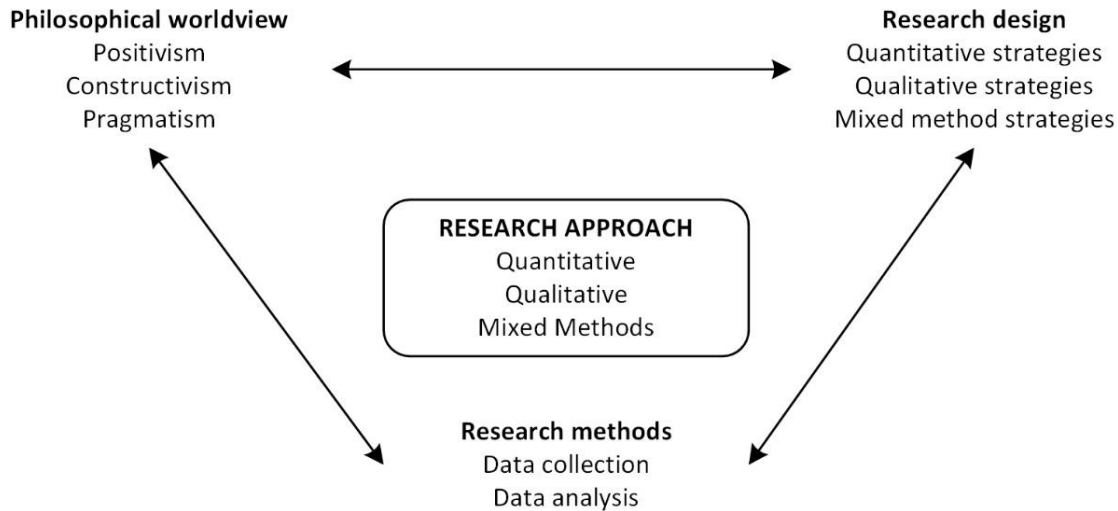 Philosophical worldview
Positivism
Constructivism
Pragmatism
Research design
Quantitative strategies
Qualitative strategies
Mixed method strategies
RESEARCH APPROACH
Quantitative
Qualitative
Mixed Methods
Research methods
Data collection
Data analysis